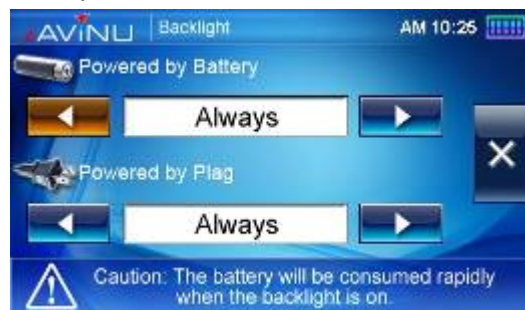 AVINU Backlight AM 10:25
Powered by Battery
Always
Powered by Plag
Always
Caution: The battery will be consumed rapidly
when the backlight is on.